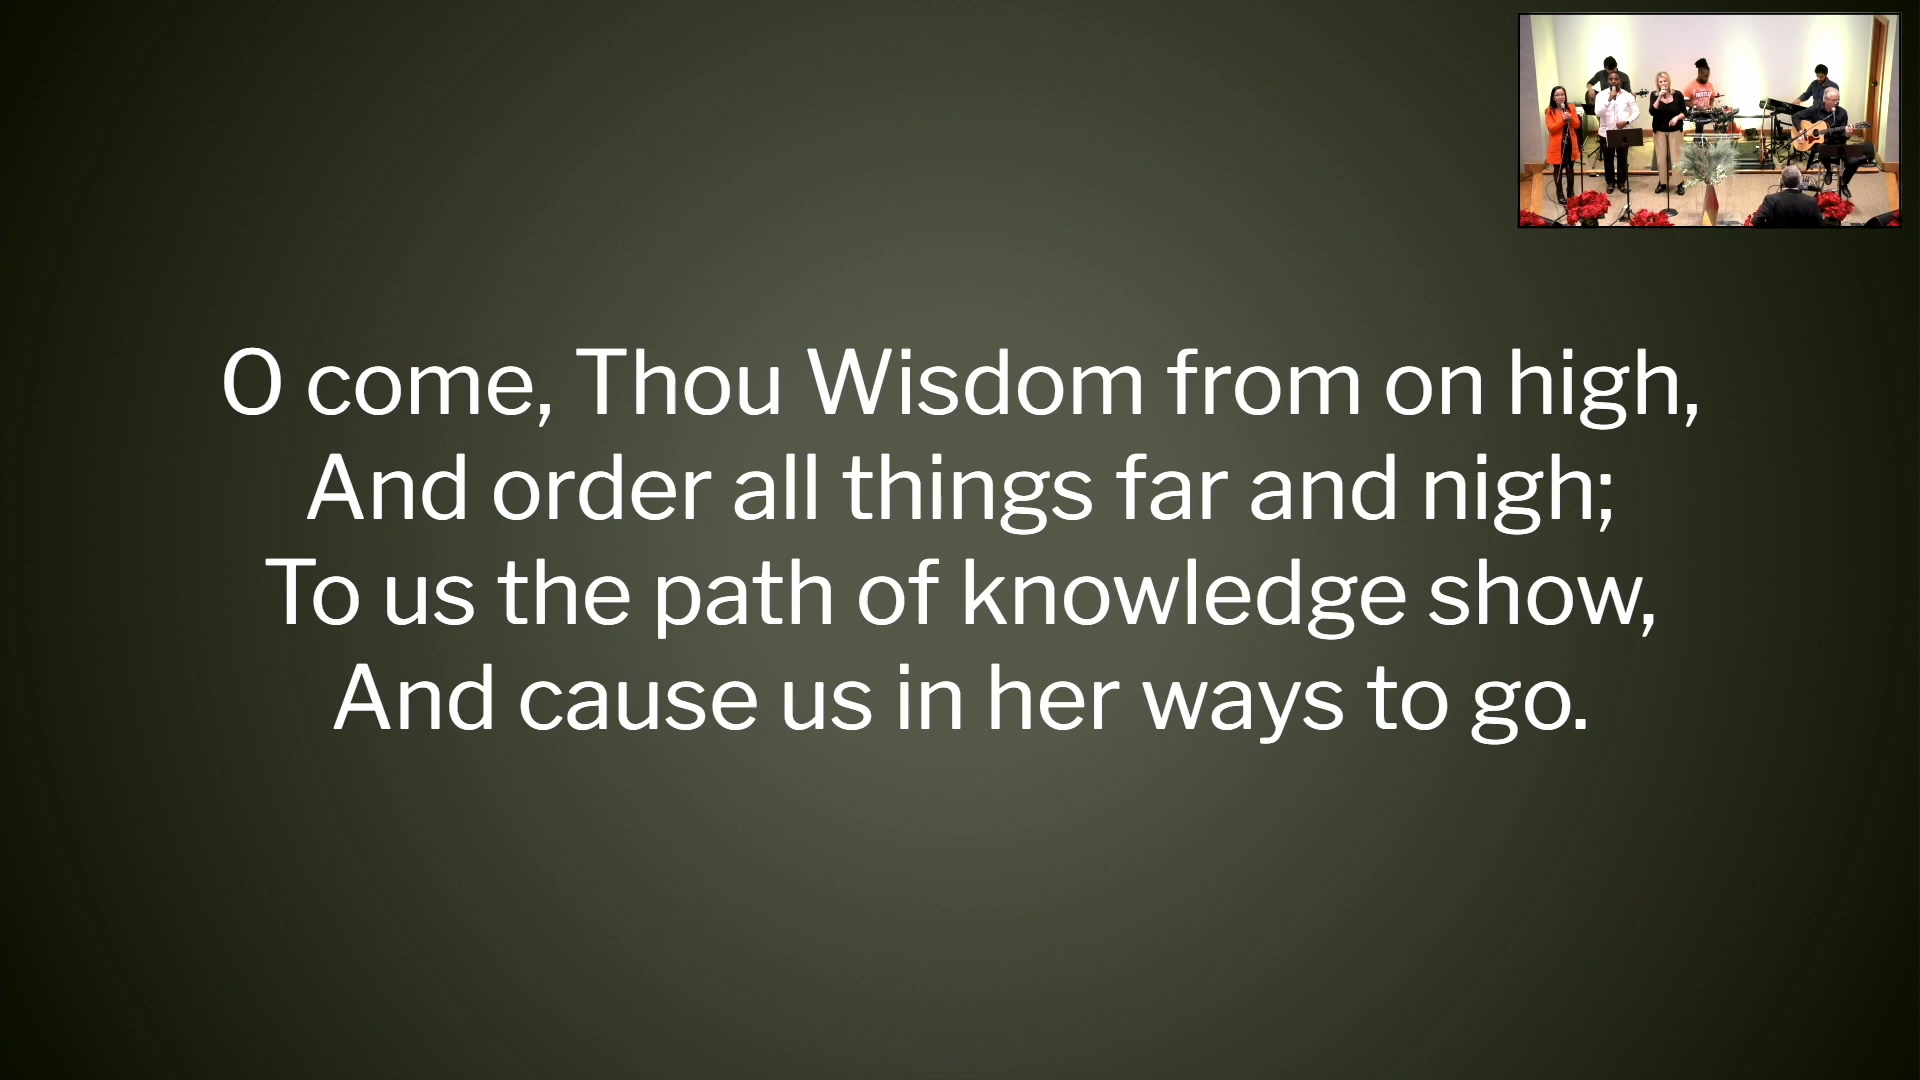 O come, Thou Wisdom from on high,
And order all things far and nigh;
To us the path of knowledge show,
And cause us in her ways to go.